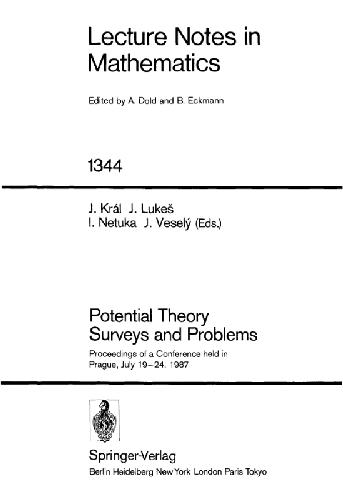 Lecture Notes in
Mathematics
Edited by A. Dold and B. Eckmann
1344
J. Král J. Lukeš
I. Netuka J. Veselý (Eds.)
Potential Theory
Surveys and Problems
Proceedings of a Conference held in
Prague, July 19–24, 1987
Springer-Verlag
Berlin Heidelberg New York London Paris Tokyo